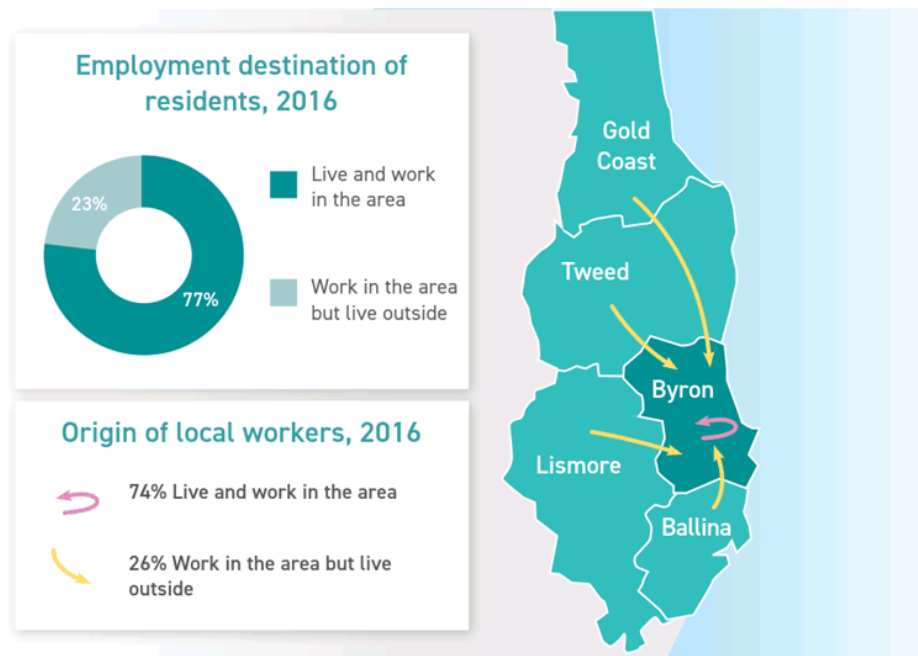 Employment destination of
residents, 2016
23%
77%
Live and work
in the area
Work in the area
but live outside
Origin of local workers, 2016
74% Live and work in the area
26% Work in the area but live
outside
Gold
Coast
Tweed
Byron
Lismore
Ballina